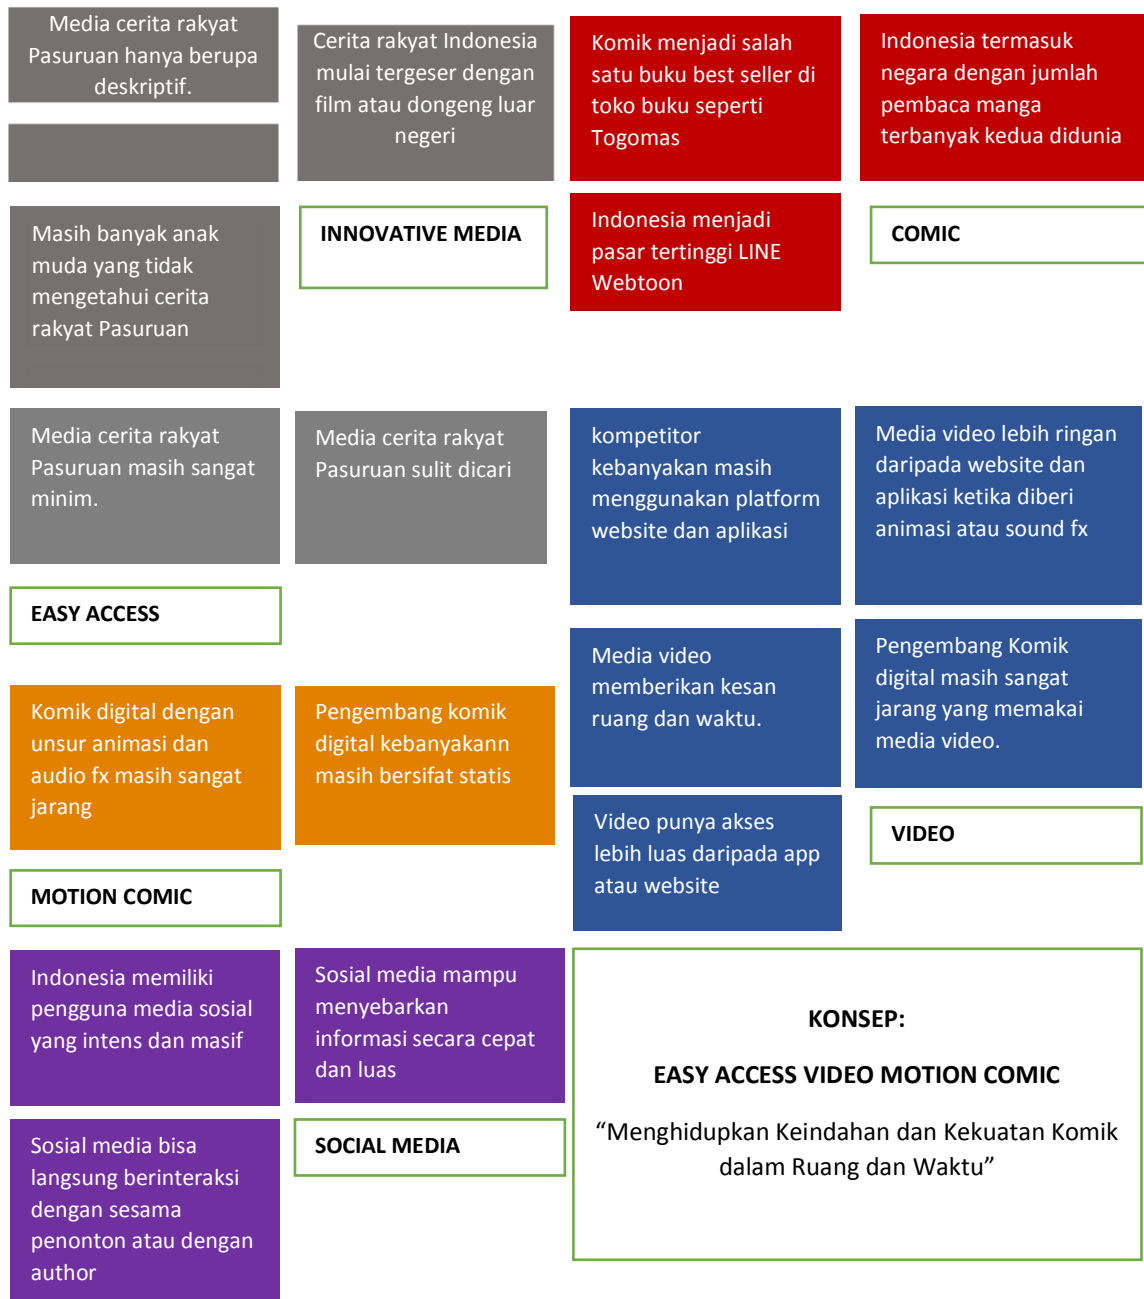 Media cerita rakyat
Pasuruan hanya berupa
deskriptif.
Cerita rakyat Indonesia
mulai tergeser dengan
film atau dongeng luar
negeri
Komik menjadi salah
satu buku best seller di
toko buku seperti
Togomas
Indonesia termasuk
negara dengan jumlah
pembaca manga
terbanyak kedua didunia
Masih banyak anak
muda yang tidak
mengetahui cerita
rakyat Pasuruan
INNOVATIVE MEDIA
Indonesia menjadi
pasar tertinggi LINE
Webtoon
COMIC
Media cerita rakyat
Pasuruan masih sangat
minim.
Media cerita rakyat
Pasuruan sulit dicari
kompetitor
kebanyakan masih
menggunakan platform
website dan aplikasi
Media video lebih ringan
daripada website dan
aplikasi ketika diberi
animasi atau sound fx
EASY ACCESS
Media video
memberikan kesan
ruang dan waktu.
Pengembang Komik
digital masih sangat
jarang yang memakai
media video.
Komik digital dengan
unsur animasi dan
audio fx masih sangat
jarang
Pengembang komik
digital kebanyakann
masih bersifat statis
Video punya akses
lebih luas daripada app
atau website
VIDEO
MOTION COMIC
Indonesia memiliki
pengguna media sosial
yang intens dan masif
Sosial media mampu
menyebarkan
informasi secara cepat
dan luas
KONSEP:
EASY ACCESS VIDEO MOTION COMIC
“Menghidupkan Keindahan dan Kekuatan Komik
dalam Ruang dan Waktu”
Sosial media bisa
langsung berinteraksi
dengan sesama
penonton atau dengan
author
SOCIAL MEDIA